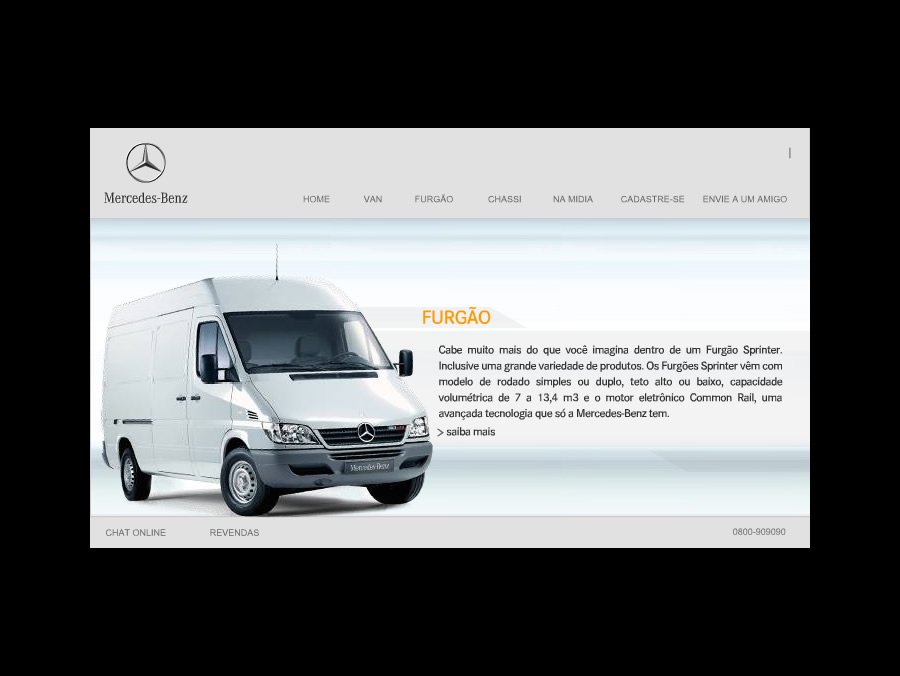 Mercedes-Benz
HOME VAN FURGÃO CHASSI NA MIDIA CADASTRE-SE ENVIE A UM AMIGO
FURGÃO
Cabe muito mais do que você imagina dentro de um Furgão Sprinter.
Inclusive uma grande variedade de produtos. Os Furgões Sprinter vêm com
modelo de rodado simples ou duplo, teto alto ou baixo, capacidade
volumétrica de 7 a 13,4 m3 e o motor eletrônico Common Rail, uma
avançada tecnologia que só a Mercedes-Benz tem.
> saiba mais
Mercedes-Benz
CHAT ONLINE REVENDAS 0800-909090